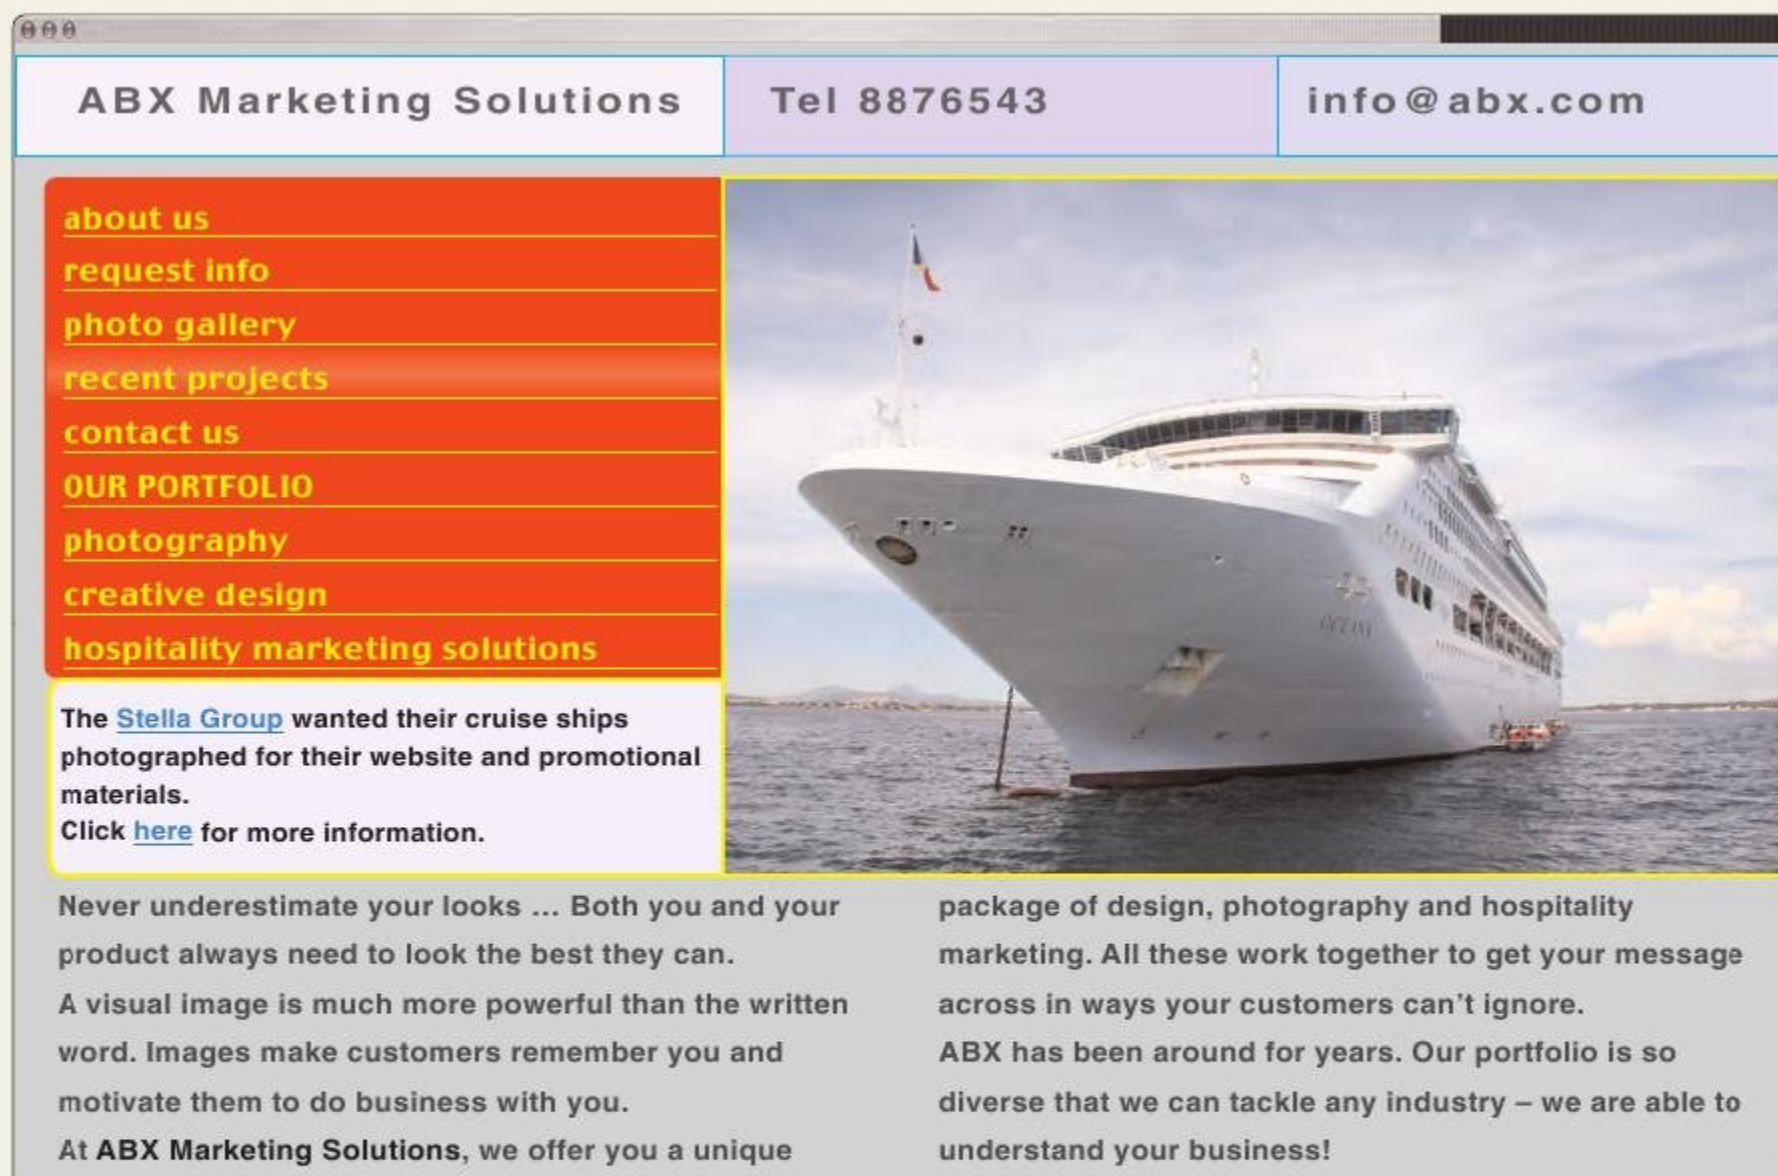 ABX Marketing Solutions
Tel 8876543
info@abx.com
about us
request info
photo gallery
recent projects
contact us
OUR PORTFOLIO
photography
creative design
hospitality marketing solutions
The Stella Group wanted their cruise ships
photographed for their website and promotional
materials.
Click here for more information.
Never underestimate your looks ... Both you and your
product always need to look the best they can.
A visual image is much more powerful than the written
word. Images make customers remember you and
motivate them to do business with you.
At ABX Marketing Solutions, we offer you a unique
package of design, photography and hospitality
marketing. All these work together to get your message
across in ways your customers can’t ignore.
ABX has been around for years. Our portfolio is so
diverse that we can tackle any industry – we are able to
understand your business!